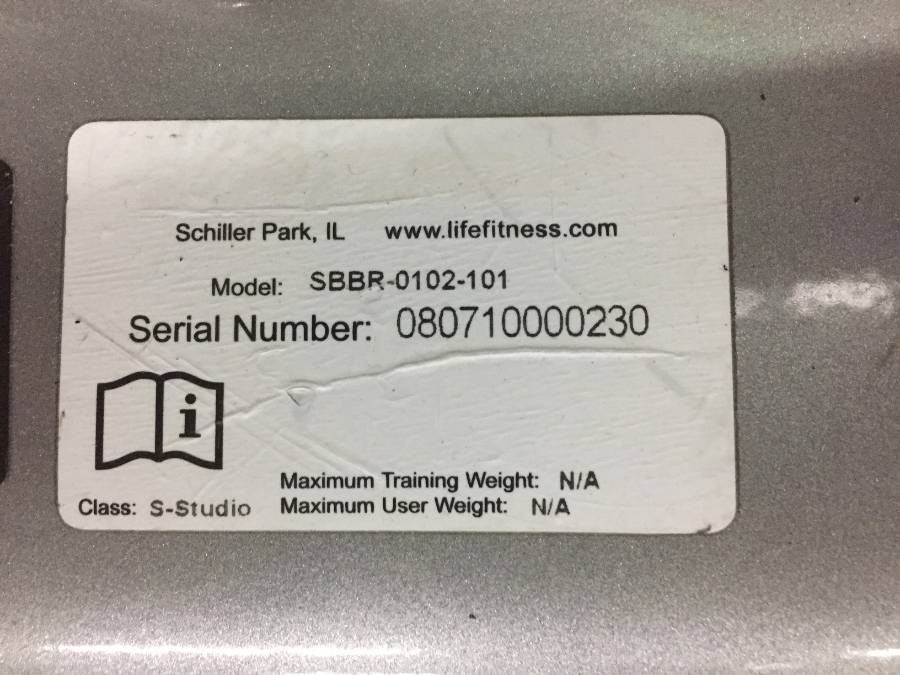 Schiller Park, IL www.lifefitness.com
Model: SBBR-0102-101
Serial Number: 080710000230
i
Maximum Training Weight: N/A
Class: S-Studio Maximum User Weight: N/A